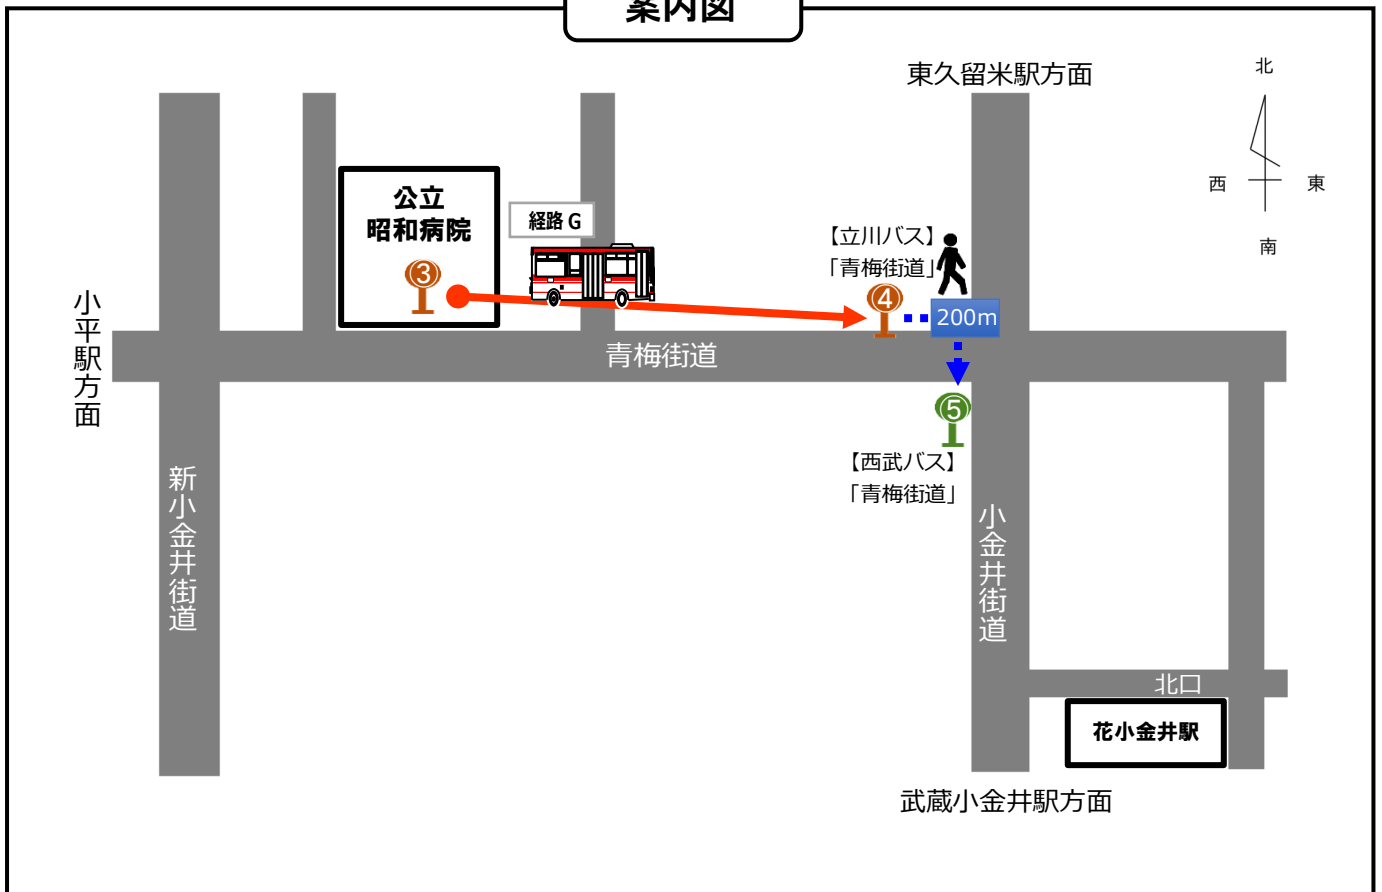 案内図
東久留米駅方面
北
西
東
南
公立
昭和病院
③
経路 G
【立川バス】
「青梅街道」
④
200m
小平駅方面
青梅街道
⑤
【西武バス】
「青梅街道」
新小金井街道
小金井街道
北口
花小金井駅
武蔵小金井駅方面